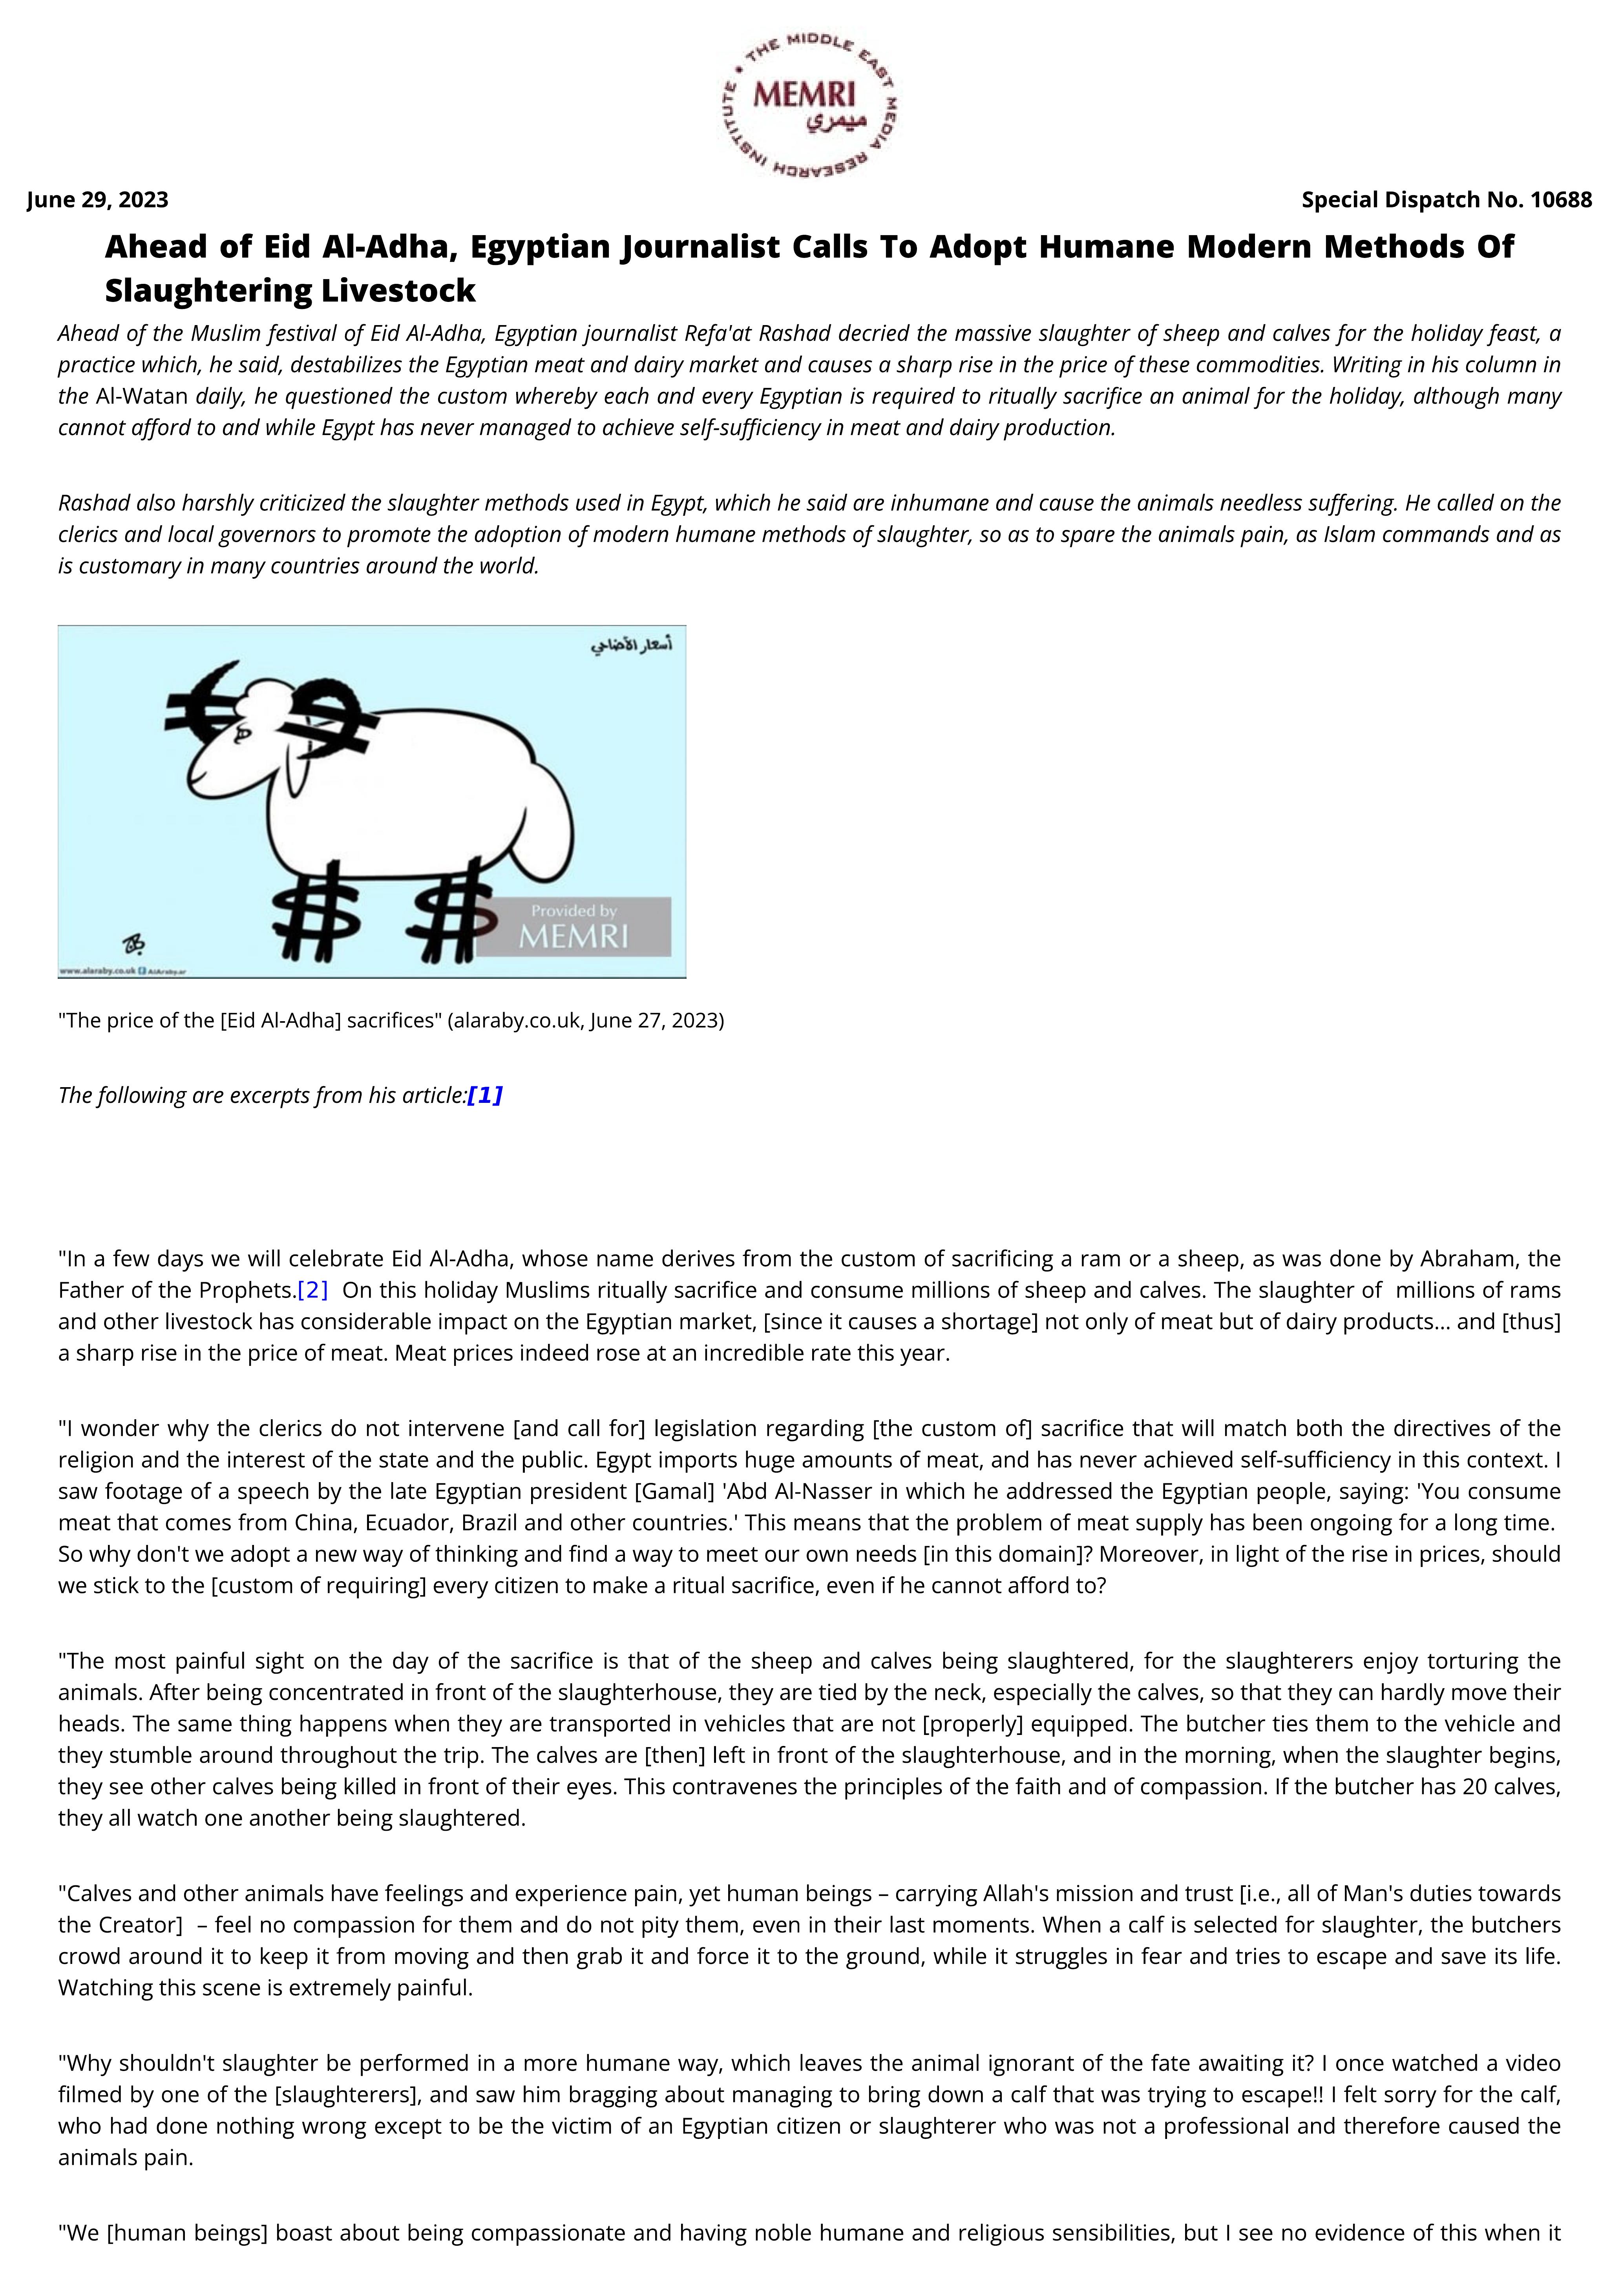 THE MIDDLE EAST MEDIA RESEARCH INSTITUTE
MEMRI
ميمري
June 29, 2023 Special Dispatch No. 10688
Ahead of Eid Al-Adha, Egyptian Journalist Calls To Adopt Humane Modern Methods Of
Slaughtering Livestock
Ahead of the Muslim festival of Eid Al-Adha, Egyptian journalist Refa'at Rashad decried the massive slaughter of sheep and calves for the holiday feast, a
practice which, he said, destabilizes the Egyptian meat and dairy market and causes a sharp rise in the price of these commodities. Writing in his column in
the Al-Watan daily, he questioned the custom whereby each and every Egyptian is required to ritually sacrifice an animal for the holiday, although many
cannot afford to and while Egypt has never managed to achieve self-sufficiency in meat and dairy production.
Rashad also harshly criticized the slaughter methods used in Egypt, which he said are inhumane and cause the animals needless suffering. He called on the
clerics and local governors to promote the adoption of modern humane methods of slaughter, so as to spare the animals pain, as Islam commands and as
is customary in many countries around the world.
أسعار الأضاحي
Provided by
MEMRI
www.alaraby.co.uk AlAraby.ar
"The price of the [Eid Al-Adha] sacrifices" (alaraby.co.uk, June 27, 2023)
The following are excerpts from his article:[1]
"In a few days we will celebrate Eid Al-Adha, whose name derives from the custom of sacrificing a ram or a sheep, as was done by Abraham, the
Father of the Prophets.[2] On this holiday Muslims ritually sacrifice and consume millions of sheep and calves. The slaughter of millions of rams
and other livestock has considerable impact on the Egyptian market, [since it causes a shortage] not only of meat but of dairy products... and [thus]
a sharp rise in the price of meat. Meat prices indeed rose at an incredible rate this year.
"I wonder why the clerics do not intervene [and call for] legislation regarding [the custom of] sacrifice that will match both the directives of the
religion and the interest of the state and the public. Egypt imports huge amounts of meat, and has never achieved self-sufficiency in this context. I
saw footage of a speech by the late Egyptian president [Gamal] 'Abd Al-Nasser in which he addressed the Egyptian people, saying: 'You consume
meat that comes from China, Ecuador, Brazil and other countries.' This means that the problem of meat supply has been ongoing for a long time.
So why don't we adopt a new way of thinking and find a way to meet our own needs [in this domain]? Moreover, in light of the rise in prices, should
we stick to the [custom of requiring] every citizen to make a ritual sacrifice, even if he cannot afford to?
"The most painful sight on the day of the sacrifice is that of the sheep and calves being slaughtered, for the slaughterers enjoy torturing the
animals. After being concentrated in front of the slaughterhouse, they are tied by the neck, especially the calves, so that they can hardly move their
heads. The same thing happens when they are transported in vehicles that are not [properly] equipped. The butcher ties them to the vehicle and
they stumble around throughout the trip. The calves are [then] left in front of the slaughterhouse, and in the morning, when the slaughter begins,
they see other calves being killed in front of their eyes. This contravenes the principles of the faith and of compassion. If the butcher has 20 calves,
they all watch one another being slaughtered.
"Calves and other animals have feelings and experience pain, yet human beings – carrying Allah's mission and trust [i.e., all of Man's duties towards
the Creator] – feel no compassion for them and do not pity them, even in their last moments. When a calf is selected for slaughter, the butchers
crowd around it to keep it from moving and then grab it and force it to the ground, while it struggles in fear and tries to escape and save its life.
Watching this scene is extremely painful.
"Why shouldn't slaughter be performed in a more humane way, which leaves the animal ignorant of the fate awaiting it? I once watched a video
filmed by one of the [slaughterers], and saw him bragging about managing to bring down a calf that was trying to escape!! I felt sorry for the calf,
who had done nothing wrong except to be the victim of an Egyptian citizen or slaughterer who was not a professional and therefore caused the
animals pain.
"We [human beings] boast about being compassionate and having noble humane and religious sensibilities, but I see no evidence of this when it